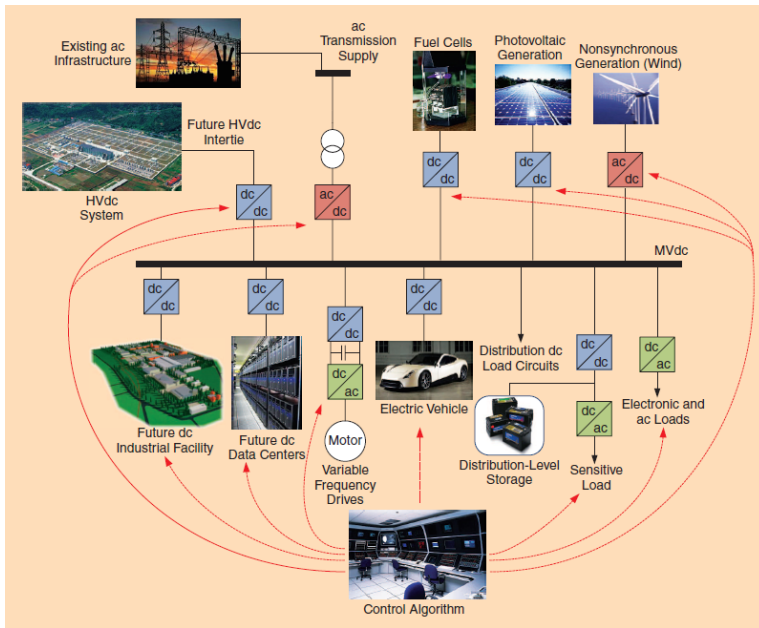 Existing ac
Infrastructure
ac
Transmission
Supply
Fuel Cells
Photovoltaic
Generation
Nonsynchronous
Generation (Wind)
Future HVdc
Intertie
HVdc
System
dc
dc
ac
dc
dc
dc
dc
dc
ac
dc
MVdc
dc
dc
dc
dc
dc
dc
dc
dc
dc
dc
dc
ac
dc
ac
dc
ac
Motor
Future dc
Industrial Facility
Future dc
Data Centers
Variable
Frequency
Drives
Electric Vehicle
Distribution dc
Load Circuits
Distribution-Level
Storage
Sensitive
Load
Electronic and
ac Loads
Control Algorithm